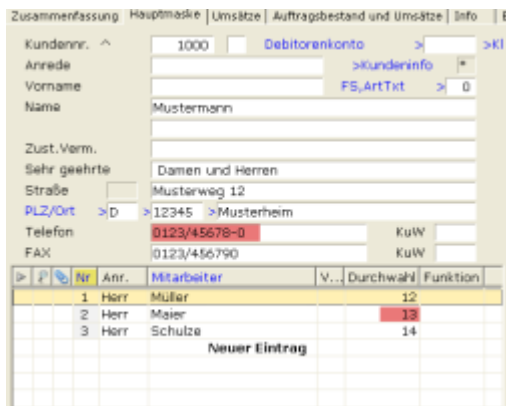 Zusammenfassung Hauptmaske Umsätze Auftragsbestand und Umsätze Info
Kundennr. ^ 1000 Debitorenkonto > >Kl
Anrede >Kundeninfo *
Vorname FS,ArtTxt > 0
Name Mustermann
Zust.Verm.
Sehr geehrte Damen und Herren
Straße Musterweg 12
PLZ/Ort >D >12345 >Musterheim
Telefon 0123/45678-0 KuW
FAX 0123/456790 KuW
Nr Anr. Mitarbeiter V... Durchwahl Funktion
1 Herr Müller 12
2 Herr Maier 13
3 Herr Schulze 14
Neuer Eintrag